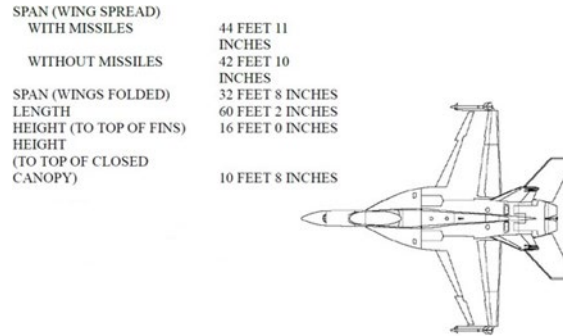 SPAN (WING SPREAD)
WITH MISSILES 44 FEET 11
INCHES
WITHOUT MISSILES 42 FEET 10
INCHES
SPAN (WINGS FOLDED) 32 FEET 8 INCHES
LENGTH 60 FEET 2 INCHES
HEIGHT (TO TOP OF FINS) 16 FEET 0 INCHES
HEIGHT
(TO TOP OF CLOSED
CANOPY) 10 FEET 8 INCHES